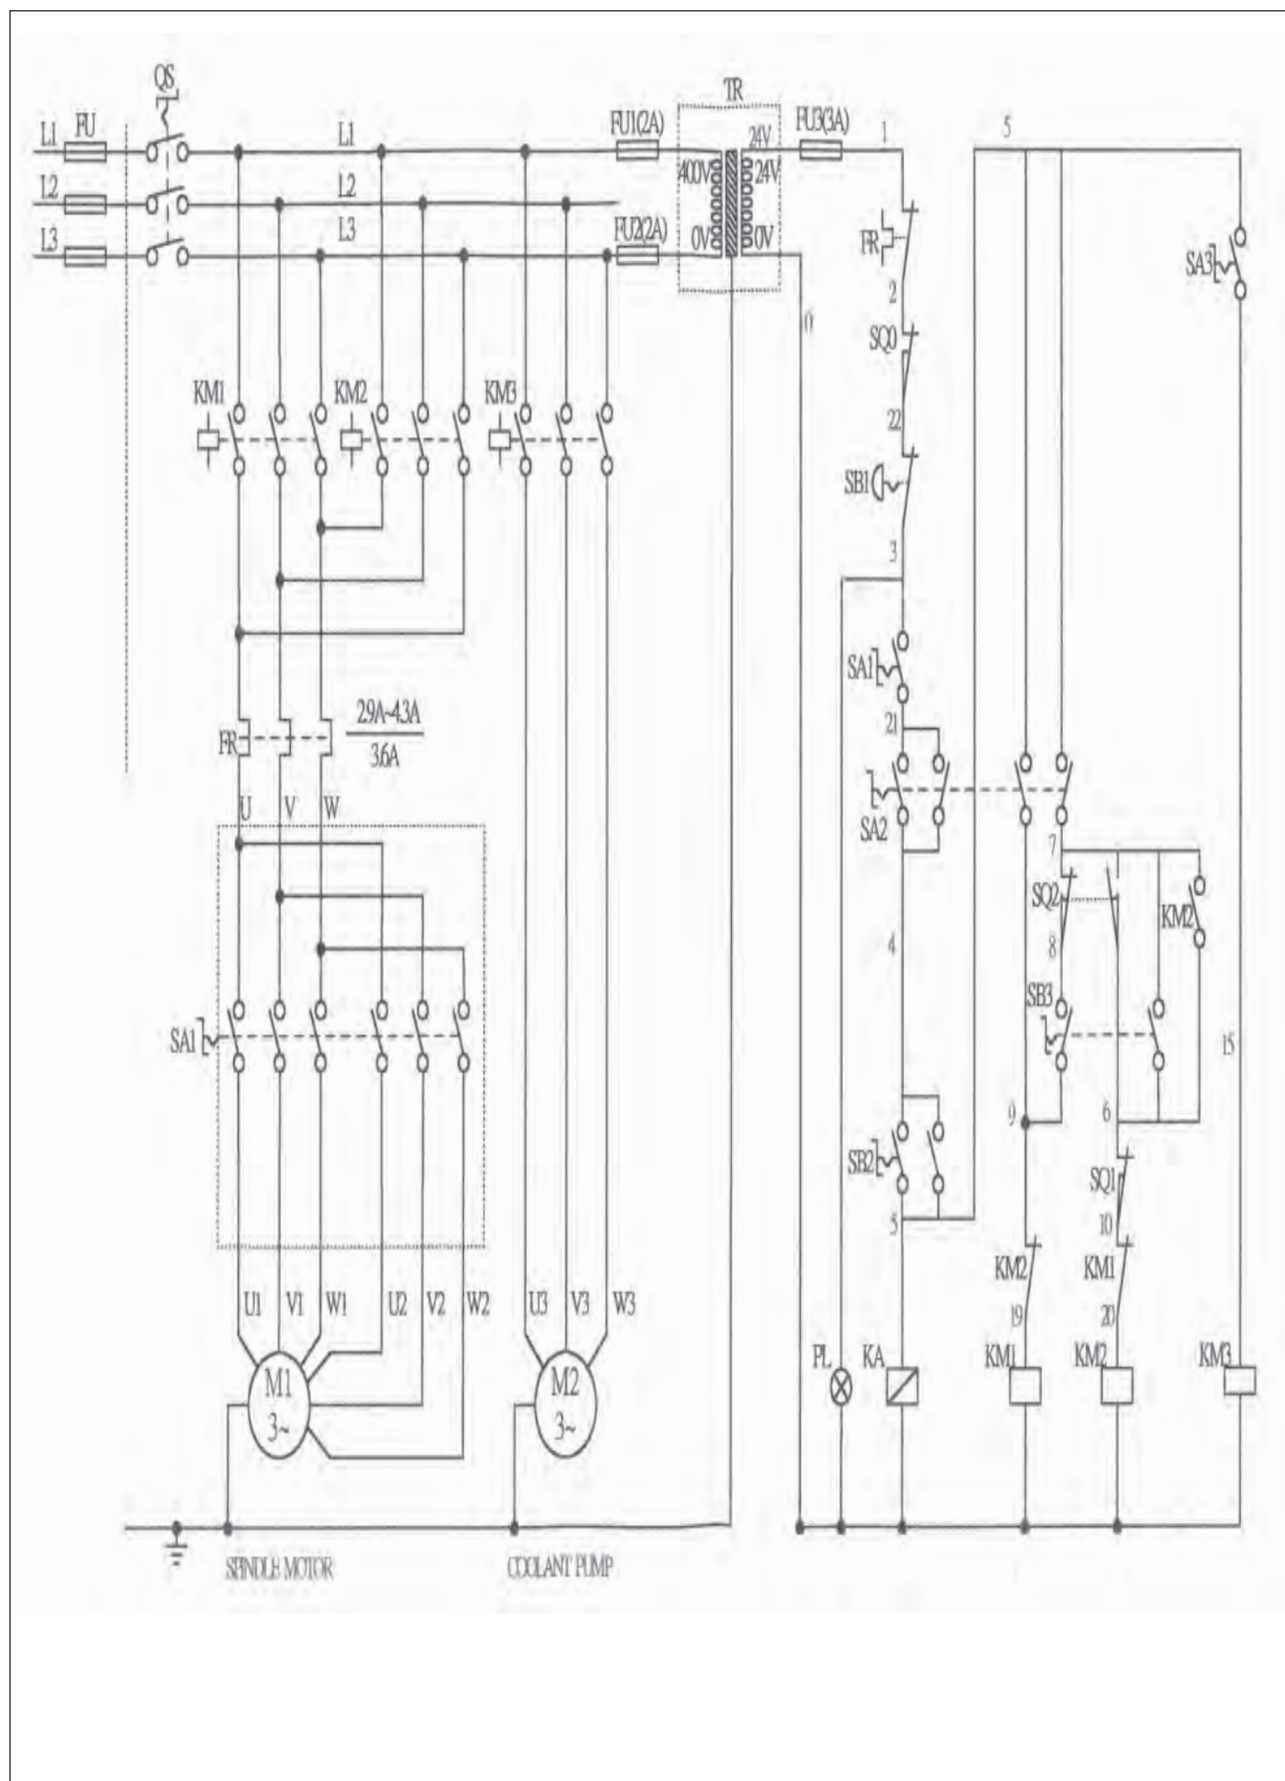 QS
TR
L1 FU L1 FU1(2A) 24V FU3(3A) 1 5
400V 24V
L2 L2
L3 L3 FU2(2A) 0V 0V
FR SA3
2
0
SQ0
KM1 KM2 KM3
22
SB1
3
SA1
2.9A~4.3A
3.6A
FR
21
U V W
SA2
7
SQ2 KM2
4 8
SB3
SA1 15
9 6
SB2
SQ1
5 10
KM2 KM1
U1 V1 W1 U2 V2 W2 U3 V3 W3 19 20
PL KA KM1 KM2 KM3
M1 M2
3~ 3~
SPINDLE MOTOR COOLANT PUMP